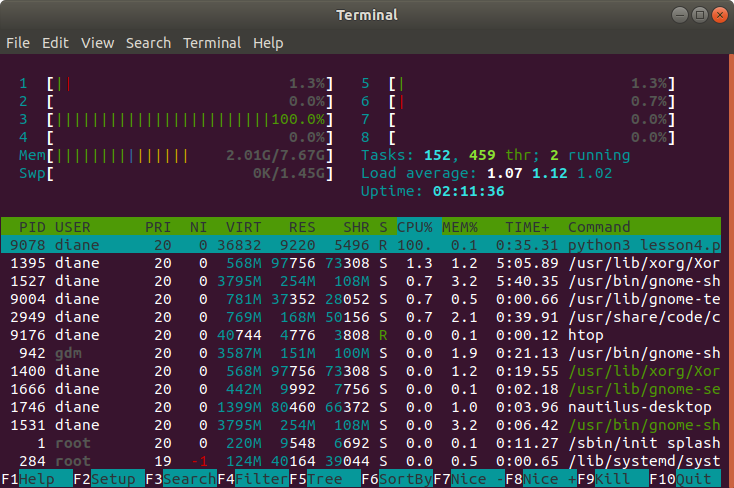 Terminal
File Edit View Search Terminal Help
1 [|| 1.3%] 5 [| 1.3%]
2 [ 0.0%] 6 [| 0.7%]
3 [||||||||||||||||||||||||100.0%] 7 [ 0.0%]
4 [ 0.0%] 8 [ 0.0%]
Mem[||||||||||||||| 2.01G/7.67G] Tasks: 152, 459 thr; 2 running
Swp[ 0K/1.45G] Load average: 1.07 1.12 1.02
Uptime: 02:11:36
PID USER PRI NI VIRT RES SHR S CPU% MEM% TIME+ Command
9078 diane 20 0 36832 9220 5496 R 100. 0.1 0:35.31 python3 lesson4.p
1395 diane 20 0 568M 97756 73308 S 1.3 1.2 5:05.89 /usr/lib/xorg/Xor
1527 diane 20 0 3795M 254M 108M S 0.7 3.2 5:40.35 /usr/bin/gnome-sh
9004 diane 20 0 781M 37352 28052 S 0.7 0.5 0:00.66 /usr/lib/gnome-te
2949 diane 20 0 769M 168M 50156 S 0.7 2.1 0:39.91 /usr/share/code/c
9176 diane 20 0 40744 4776 3808 R 0.0 0.1 0:00.12 htop
942 gdm 20 0 3587M 151M 100M S 0.0 1.9 0:21.13 /usr/bin/gnome-sh
1400 diane 20 0 568M 97756 73308 S 0.0 1.2 0:19.55 /usr/lib/xorg/Xor
1666 diane 20 0 442M 9992 7756 S 0.0 0.1 0:02.18 /usr/lib/gnome-se
1746 diane 20 0 1399M 80460 66372 S 0.0 1.0 0:03.96 nautilus-desktop
1531 diane 20 0 3795M 254M 108M S 0.0 3.2 0:06.42 /usr/bin/gnome-sh
1 root 20 0 220M 9548 6692 S 0.0 0.1 0:11.27 /sbin/init splash
284 root 19 -1 124M 40164 39044 S 0.0 0.5 0:00.65 /lib/systemd/syst
F1Help F2Setup F3SearchF4FilterF5Tree F6SortByF7Nice -F8Nice +F9Kill F10Quit